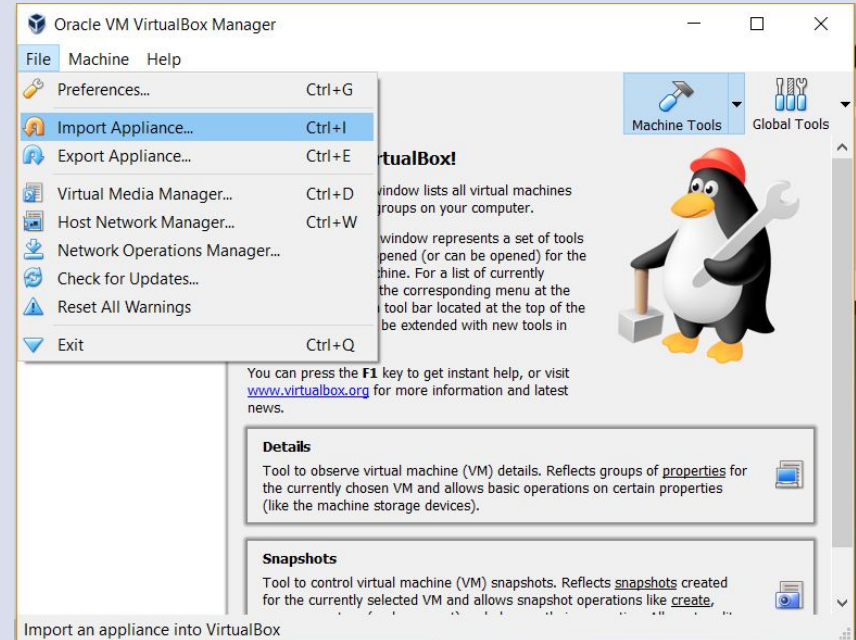 Oracle VM VirtualBox Manager
File Machine Help
Preferences... Ctrl+G
Import Appliance... Ctrl+I
Export Appliance... Ctrl+E
Virtual Media Manager... Ctrl+D
Host Network Manager... Ctrl+W
Network Operations Manager...
Check for Updates...
Reset All Warnings
Exit Ctrl+Q
Machine Tools Global Tools
rtualBox!
window lists all virtual machines
groups on your computer.
window represents a set of tools
pened (or can be opened) for the
hine. For a list of currently
the corresponding menu at the
tool bar located at the top of the
be extended with new tools in
You can press the F1 key to get instant help, or visit
www.virtualbox.org for more information and latest
news.
Details
Tool to observe virtual machine (VM) details. Reflects groups of properties for
the currently chosen VM and allows basic operations on certain properties
(like the machine storage devices).
Snapshots
Tool to control virtual machine (VM) snapshots. Reflects snapshots created
for the currently selected VM and allows snapshot operations like create,
Import an appliance into VirtualBox